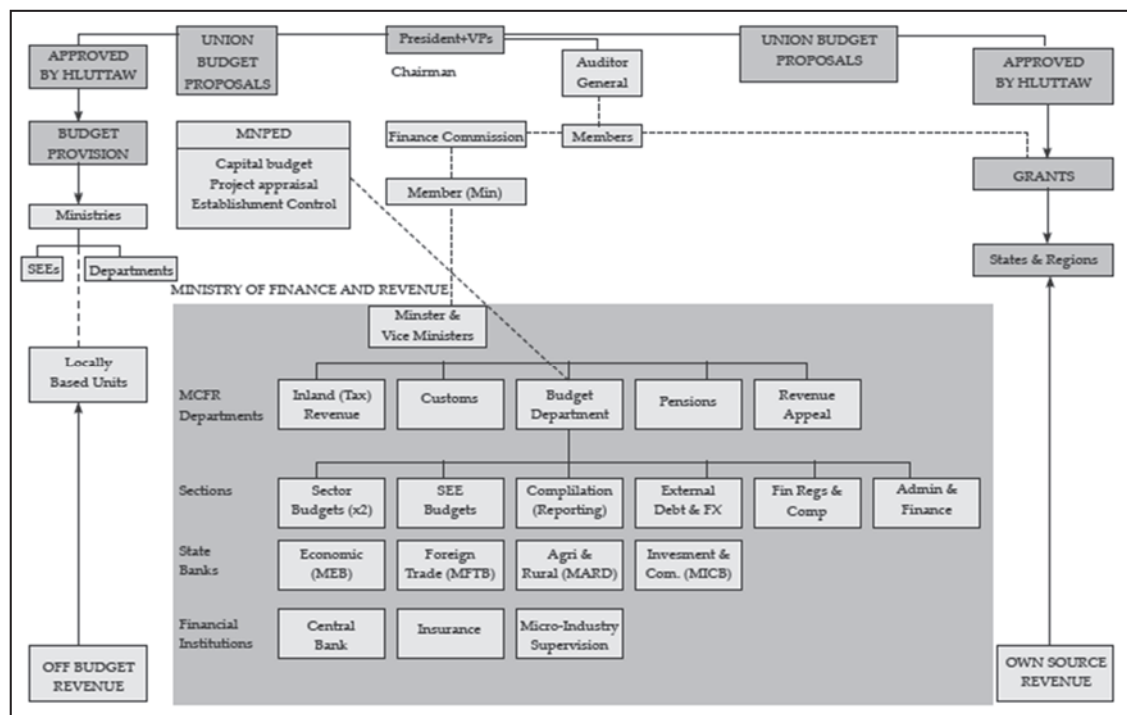 APPROVED
BY HLUTTAW
UNION
BUDGET
PROPOSALS
President+VPs
Chairman
Auditor
General
UNION BUDGET
PROPOSALS
APPROVED
BY HLUTTAW
BUDGET
PROVISION
MNPED
Capital budget
Project appraisal
Establishment Control
Finance Commission
Members
Member (Min)
GRANTS
Ministries
SEEs
Departments
States & Regions
MINISTRY OF FINANCE AND REVENUE
Minster &
Vice Ministers
Locally
Based Units
MCFR
Departments
Inland (Tax)
Revenue
Customs
Budget
Department
Pensions
Revenue
Appeal
Sections
Sector
Budgets (x2)
SEE
Budgets
Complilation
(Reporting)
External
Debt & FX
Fin Regs &
Comp
Admin &
Finance
State
Banks
Economic
(MEB)
Foreign
Trade (MFTB)
Agri &
Rural (MARD)
Invesment &
Com. (MICB)
Financial
Institutions
Central
Bank
Insurance
Micro-Industry
Supervision
OFF BUDGET
REVENUE
OWN SOURCE
REVENUE